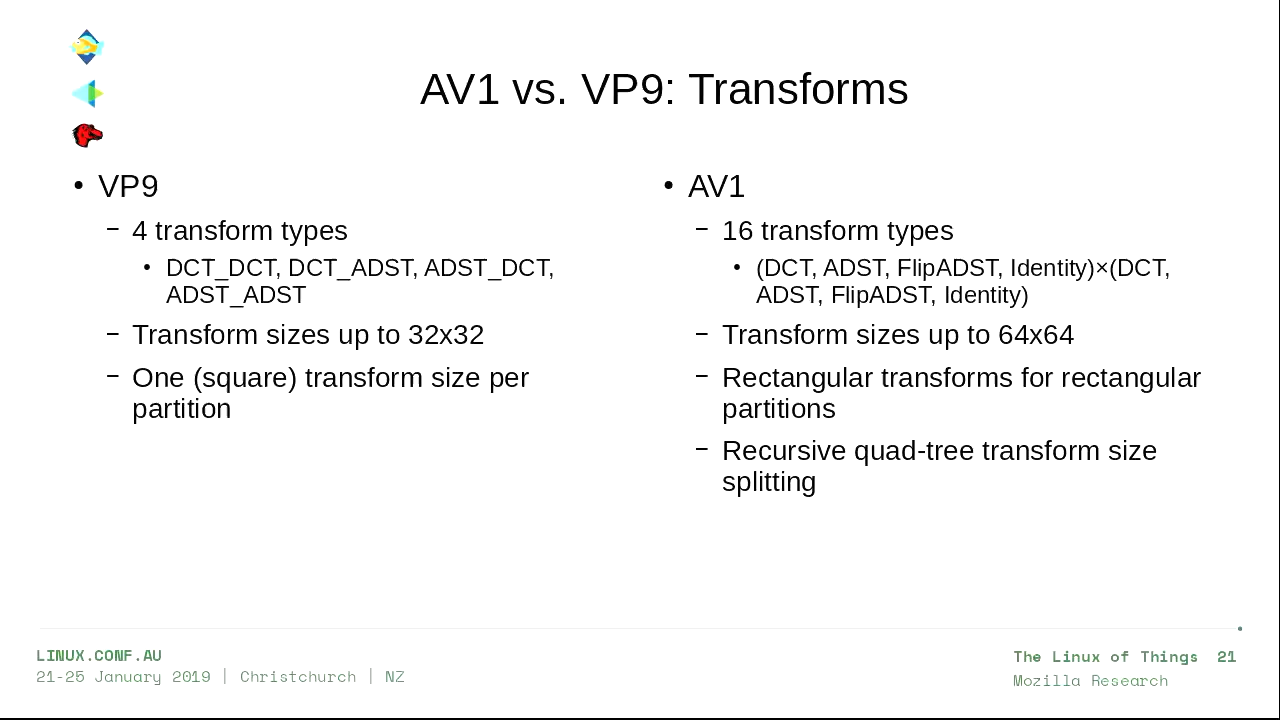 AV1 vs. VP9: Transforms
• VP9
– 4 transform types
• DCT_DCT, DCT_ADST, ADST_DCT,
ADST_ADST
– Transform sizes up to 32x32
– One (square) transform size per
partition
• AV1
– 16 transform types
• (DCT, ADST, FlipADST, Identity)×(DCT,
ADST, FlipADST, Identity)
– Transform sizes up to 64x64
– Rectangular transforms for rectangular
partitions
– Recursive quad-tree transform size
splitting
LINUX.CONF.AU
21-25 January 2019 | Christchurch | NZ
The Linux of Things 21
Mozilla Research